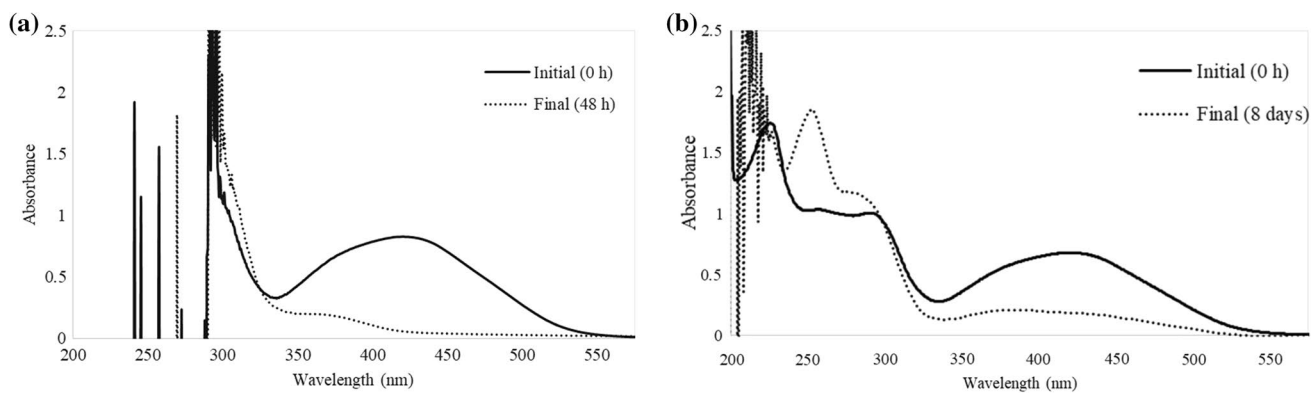 (a)
2.5
2
1.5
1
0.5
0
Absorbance
200 250 300 350 400 450 500 550
Wavelength (nm)
Initial (0 h)
Final (48 h)
(b)
2.5
2
1.5
1
0.5
0
Absorbance
200 250 300 350 400 450 500 550
Wavelength (nm)
Initial (0 h)
Final (8 days)